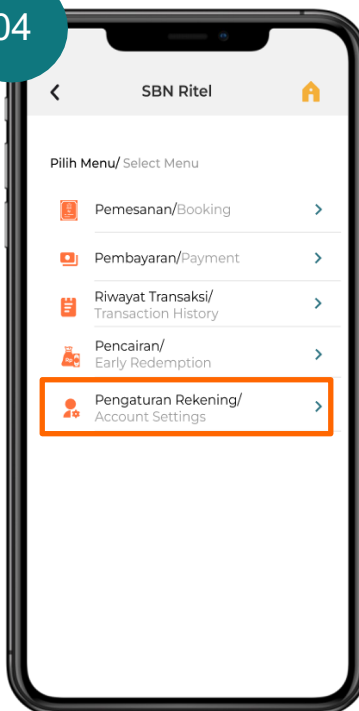 04
SBN Ritel
Pilih Menu/ Select Menu
Pemesanan/Booking
Pembayaran/Payment
Riwayat Transaksi/
Transaction History
Pencairan/
Early Redemption
Pengaturan Rekening/
Account Settings